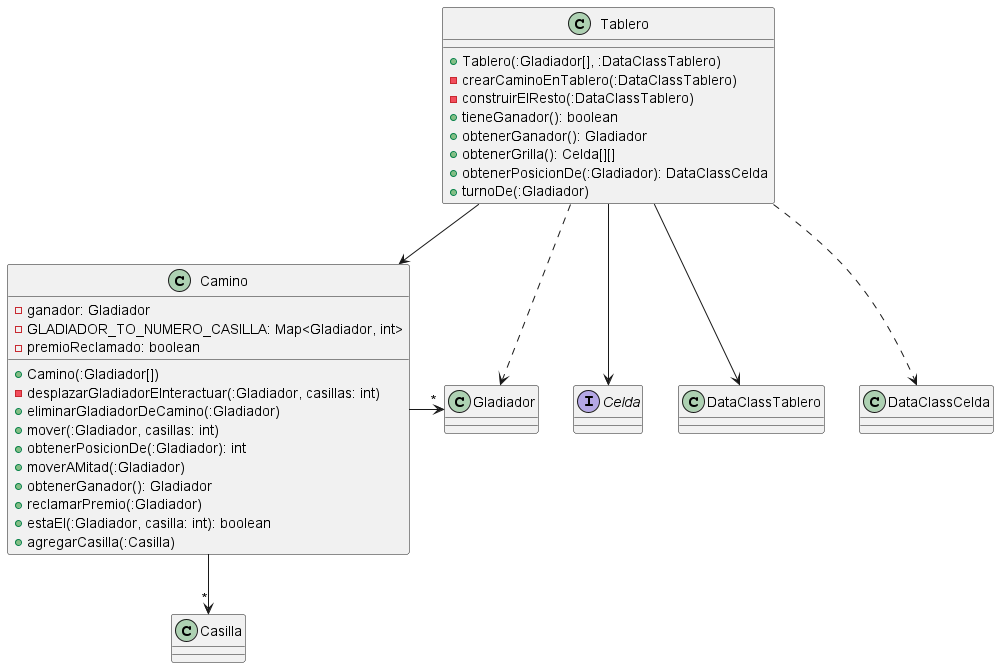 C Tablero
Tablero(:Gladiador[], :DataClassTablero)
crearCaminoEnTablero(:DataClassTablero)
construirElResto(:DataClassTablero)
tieneGanador(): boolean
obtenerGanador(): Gladiador
obtenerGrilla(): Celda[][]
obtenerPosicionDe(:Gladiador): DataClassCelda
turnoDe(:Gladiador)
C Camino
ganador: Gladiador
GLADIADOR_TO_NUMERO_CASILLA: Map<Gladiador, int>
premioReclamado: boolean
Camino(:Gladiador[])
desplazarGladiadorEInteractuar(:Gladiador, casillas: int)
eliminarGladiadorDeCamino(:Gladiador)
mover(:Gladiador, casillas: int)
obtenerPosicionDe(:Gladiador): int
moverAMitad(:Gladiador)
obtenerGanador(): Gladiador
reclamarPremio(:Gladiador)
estaEl(:Gladiador, casilla: int): boolean
agregarCasilla(:Casilla)
*
C Gladiador
I Celda
C DataClassTablero
C DataClassCelda
*
C Casilla